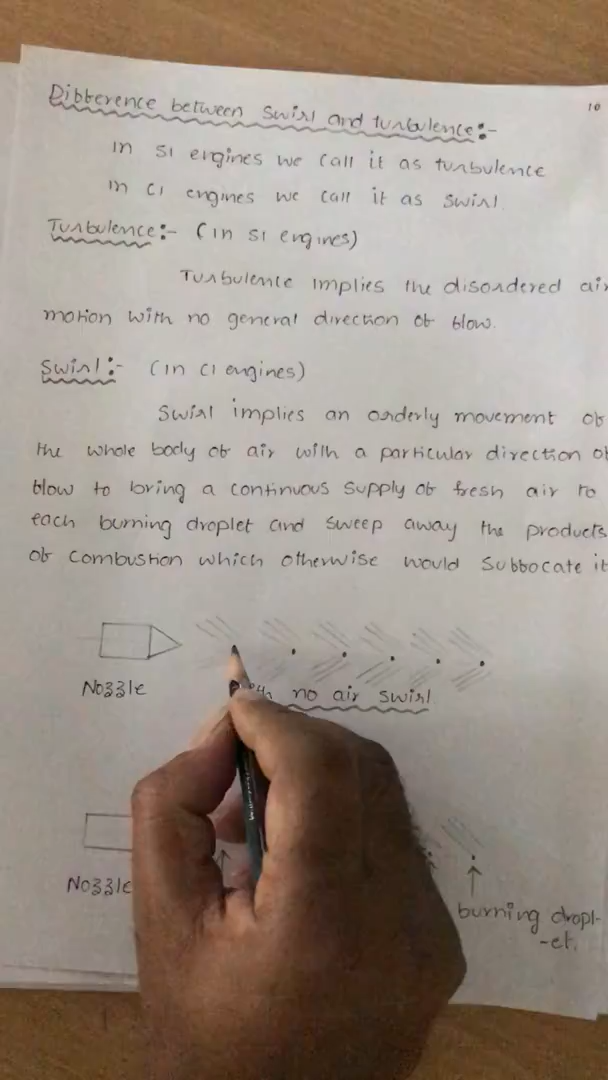 Difference between Swirl and turbulence:-
10
In SI engines we call it as turbulence
In CI engines we call it as swirl.
Turbulence:- (In SI engines)
Turbulence implies the disordered air
motion with no general direction of flow.
Swirl:- (In CI engines)
Swirl implies an orderly movement of
the whole body of air with a particular direction of
flow to bring a continuous supply of fresh air to
each burning droplet and sweep away the products
of combustion which otherwise would suffocate it
Nozzle
no air swirl
Nozzle
burning dropl-
-et.